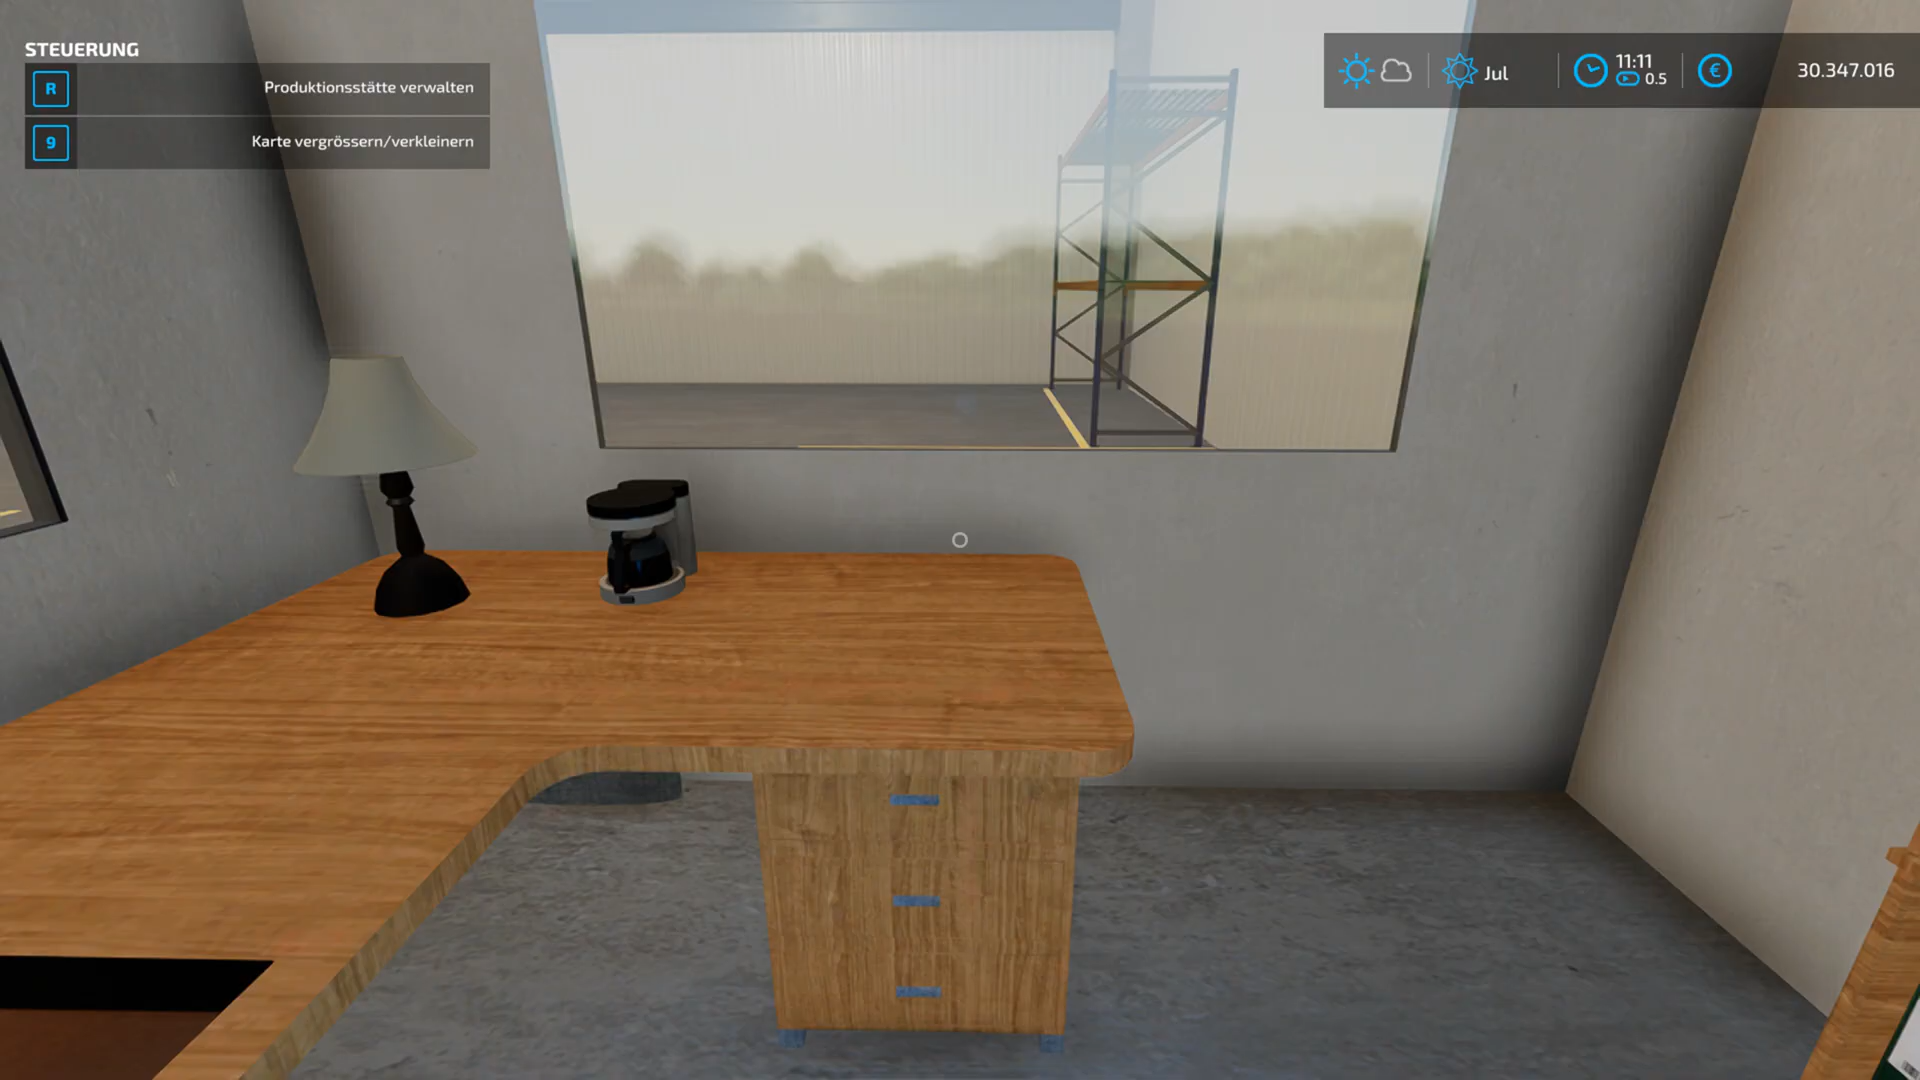 STEUERUNG
R Produktionsstätte verwalten
9 Karte vergrössern/verkleinern
Jul
11:11
0.5
€ 30.347.016